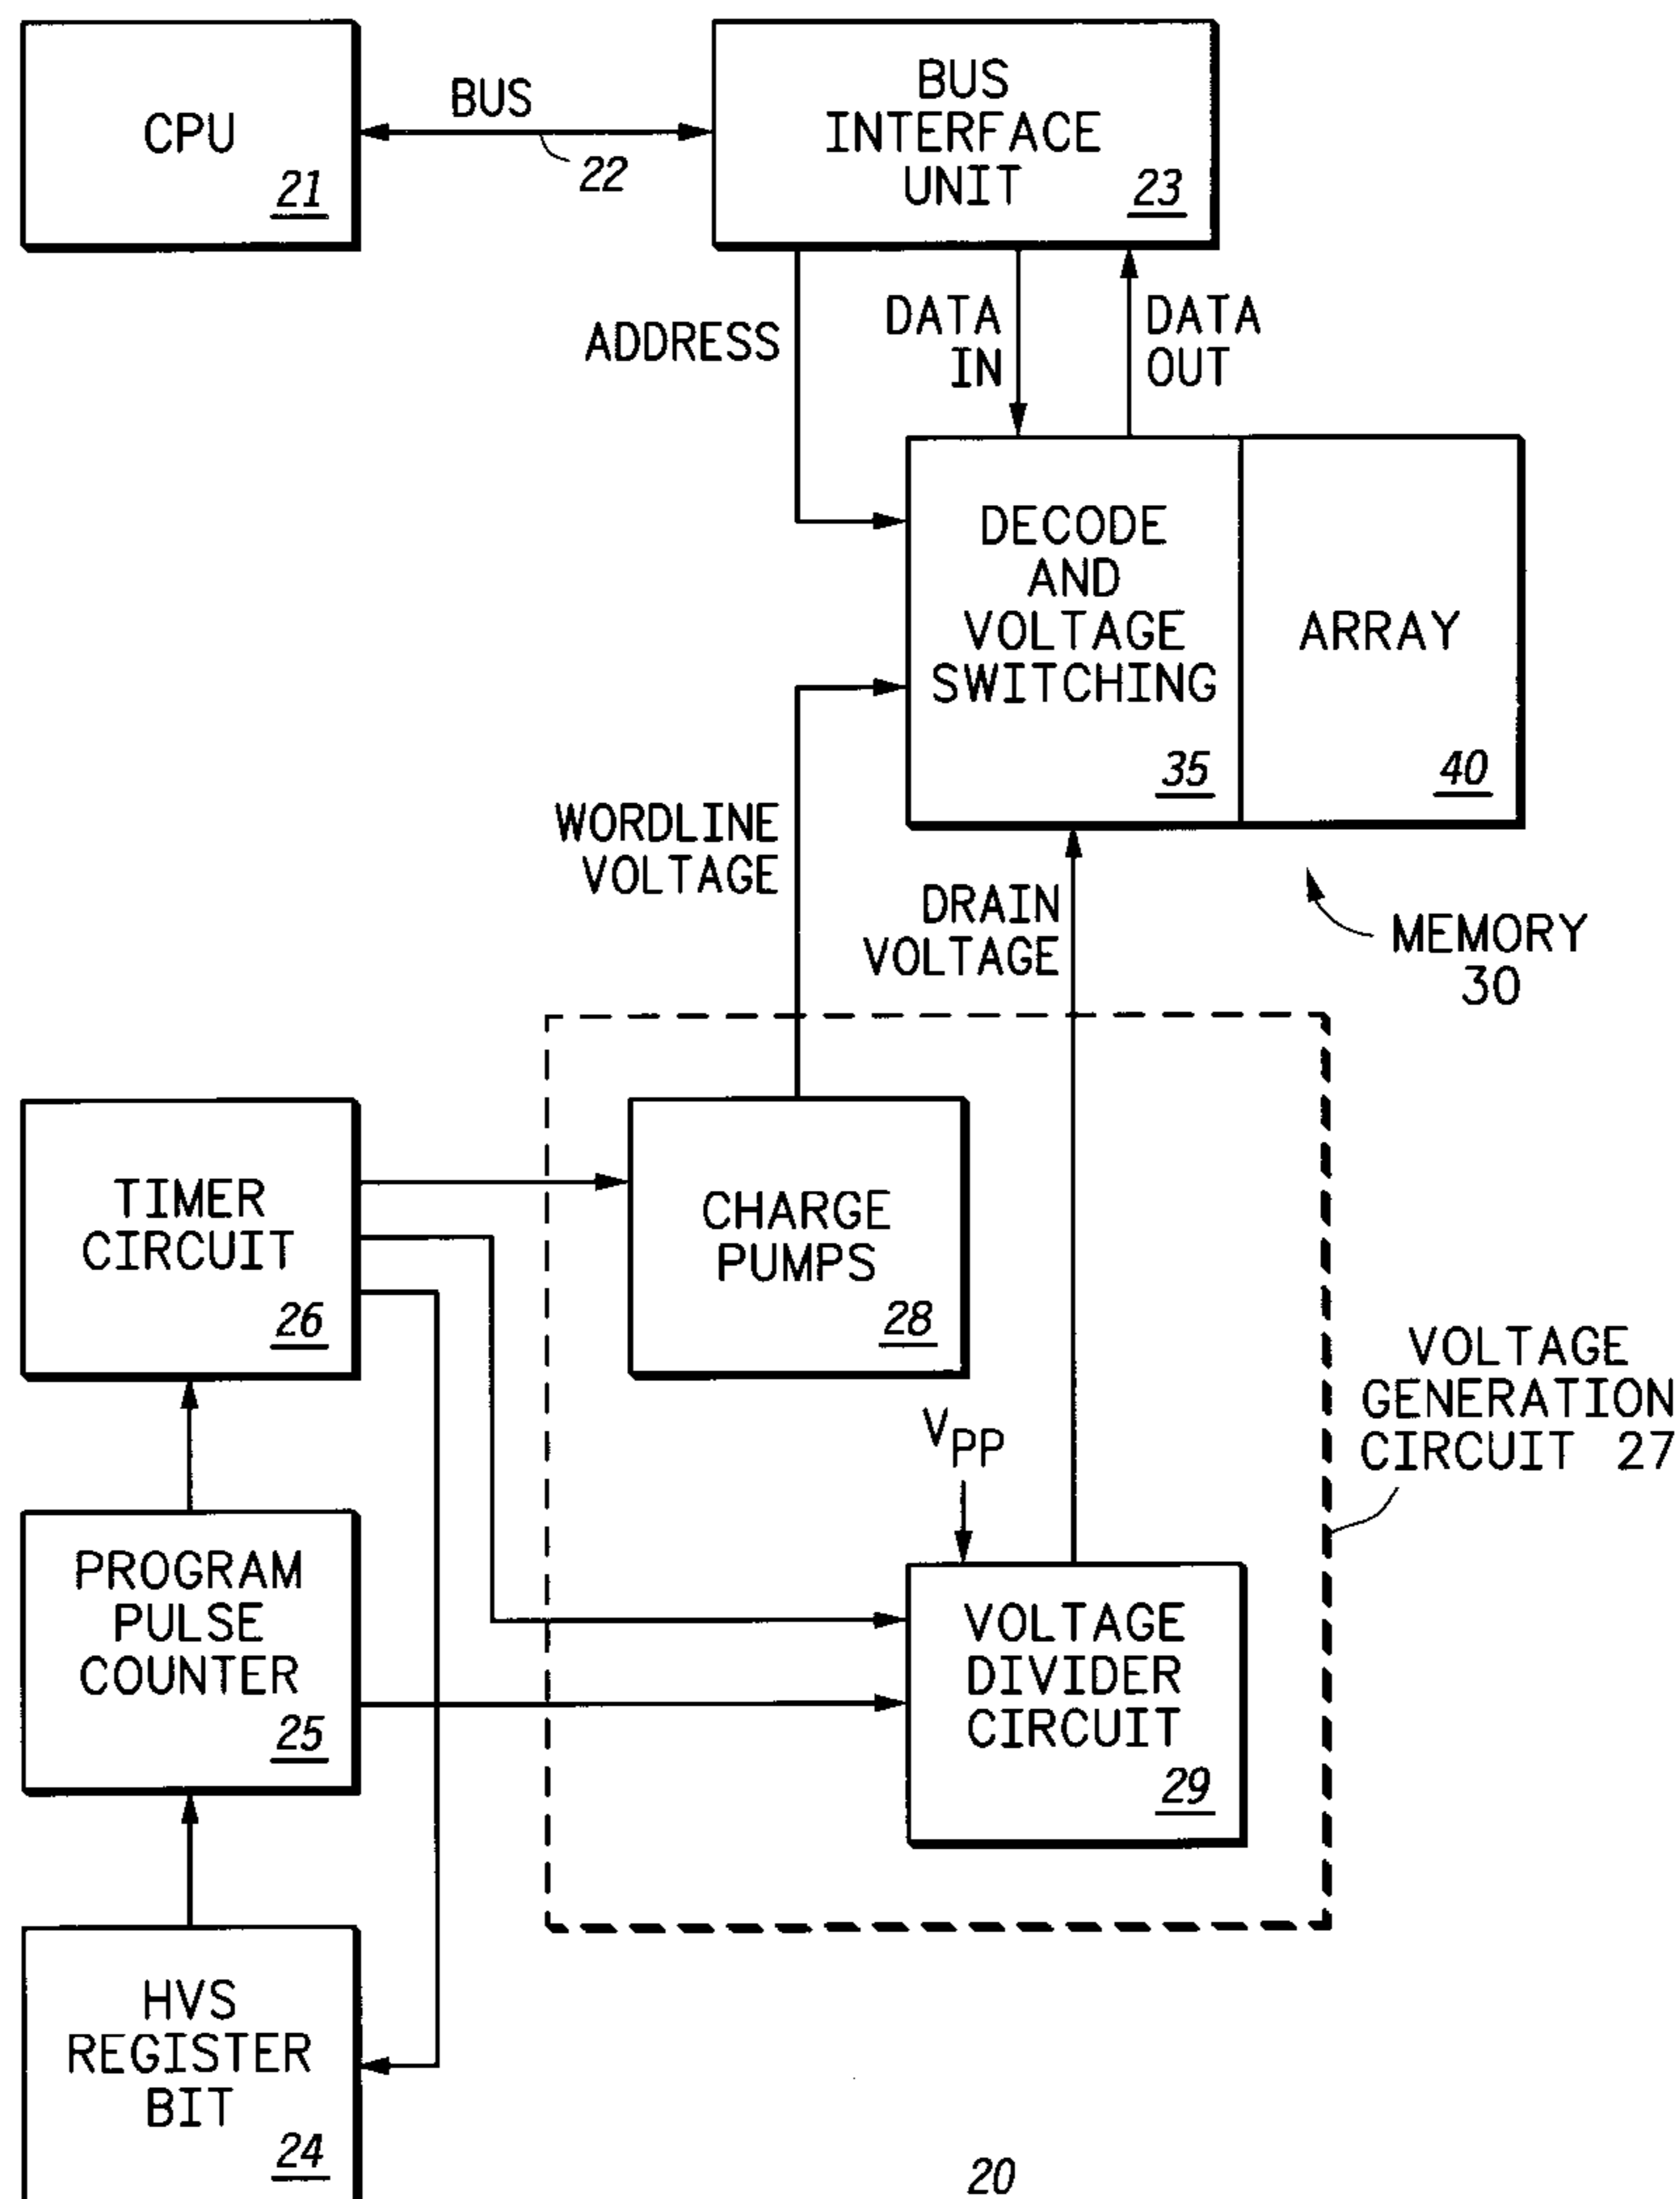 CPU
21
BUS
22
BUS
INTERFACE
UNIT
23
ADDRESS
DATA
IN
DATA
OUT
DECODE
AND
VOLTAGE
SWITCHING
35
ARRAY
40
WORDLINE
VOLTAGE
DRAIN
VOLTAGE
MEMORY
30
TIMER
CIRCUIT
26
CHARGE
PUMPS
28
VOLTAGE
GENERATION
CIRCUIT 27
VPP
PROGRAM
PULSE
COUNTER
25
VOLTAGE
DIVIDER
CIRCUIT
29
HVS
REGISTER
BIT
24
20